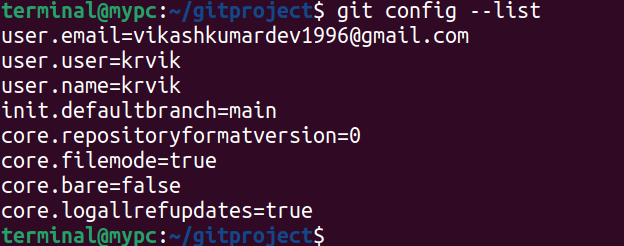 terminal@mypc:~/gitproject$ git config --list
user.email=vikashkumardev1996@gmail.com
user.user=krvik
user.name=krvik
init.defaultbranch=main
core.repositoryformatversion=0
core.filemode=true
core.bare=false
core.logallrefupdates=true
terminal@mypc:~/gitproject$